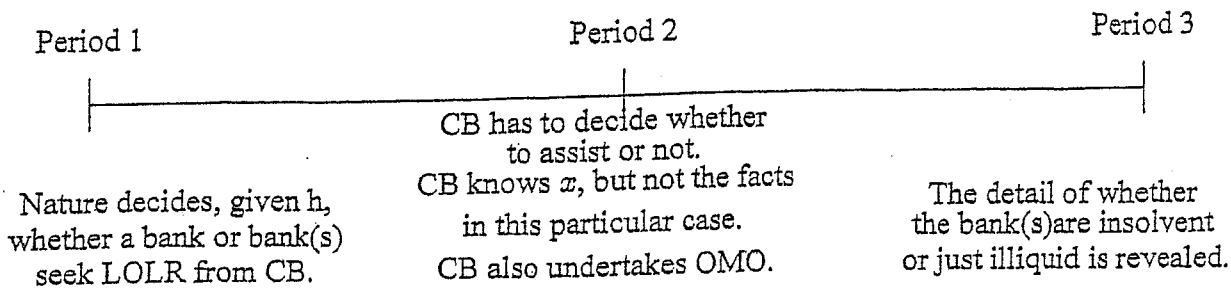 Period 1
Period 2
Period 3
Nature decides, given h,
whether a bank or bank(s)
seek LOLR from CB.
CB has to decide whether
to assist or not.
CB knows x, but not the facts
in this particular case.
CB also undertakes OMO.
The detail of whether
the bank(s)are insolvent
or just illiquid is revealed.